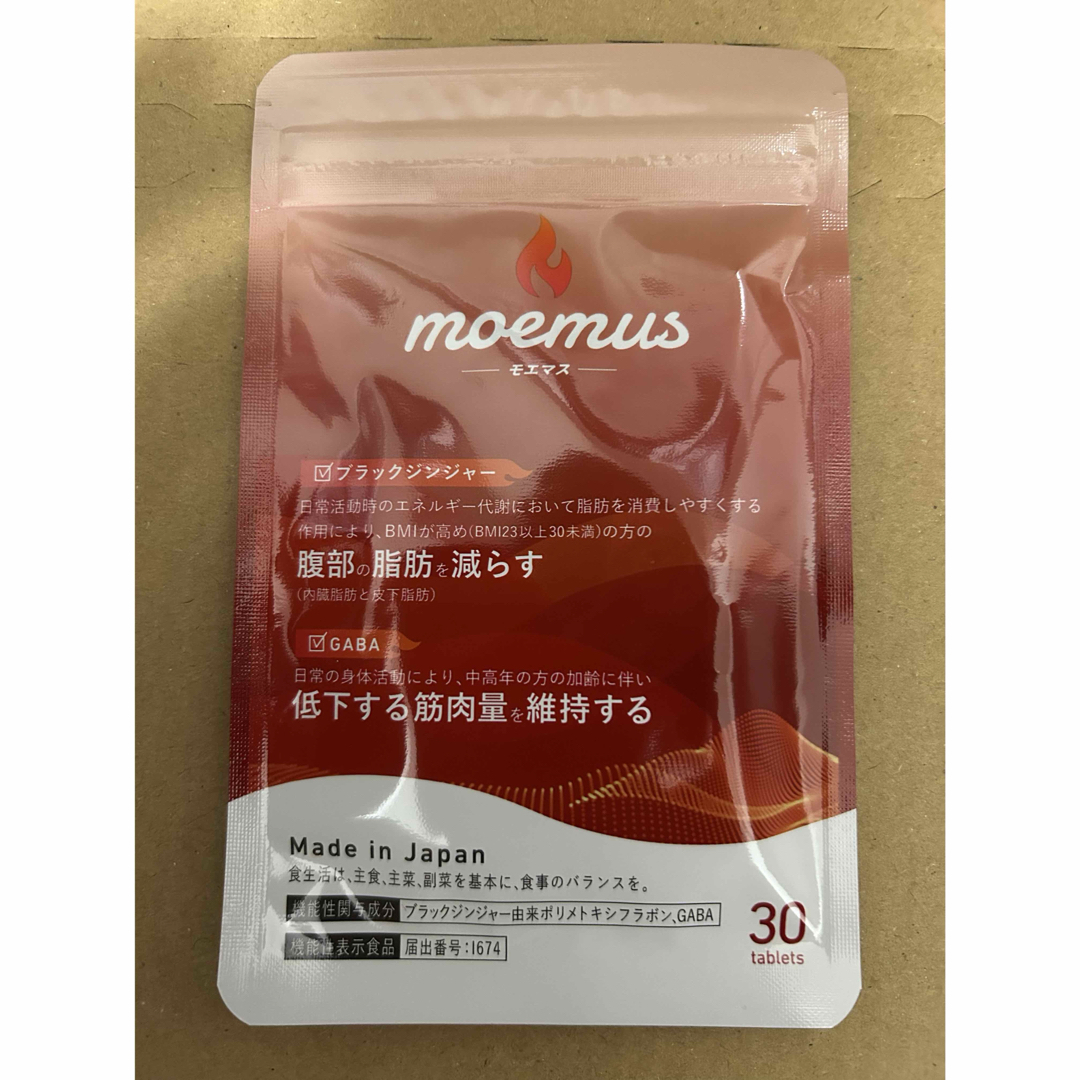 moemus
モエマス
ブラックジンジャー
日常活動時のエネルギー代謝において脂肪を消費しやすくする
作用により、BMIが高め(BMI23以上30未満)の方の
腹部の脂肪を減らす
(内臓脂肪と皮下脂肪)
GABA
日常の身体活動により、中高年の方の加齢に伴い
低下する筋肉量を維持する
Made in Japan
食生活は、主食、主菜、副菜を基本に、食事のバランスを。
機能性関与成分 ブラックジンジャー由来ポリメトキシフラボン、GABA
機能性表示食品 届出番号:I674
30
tablets